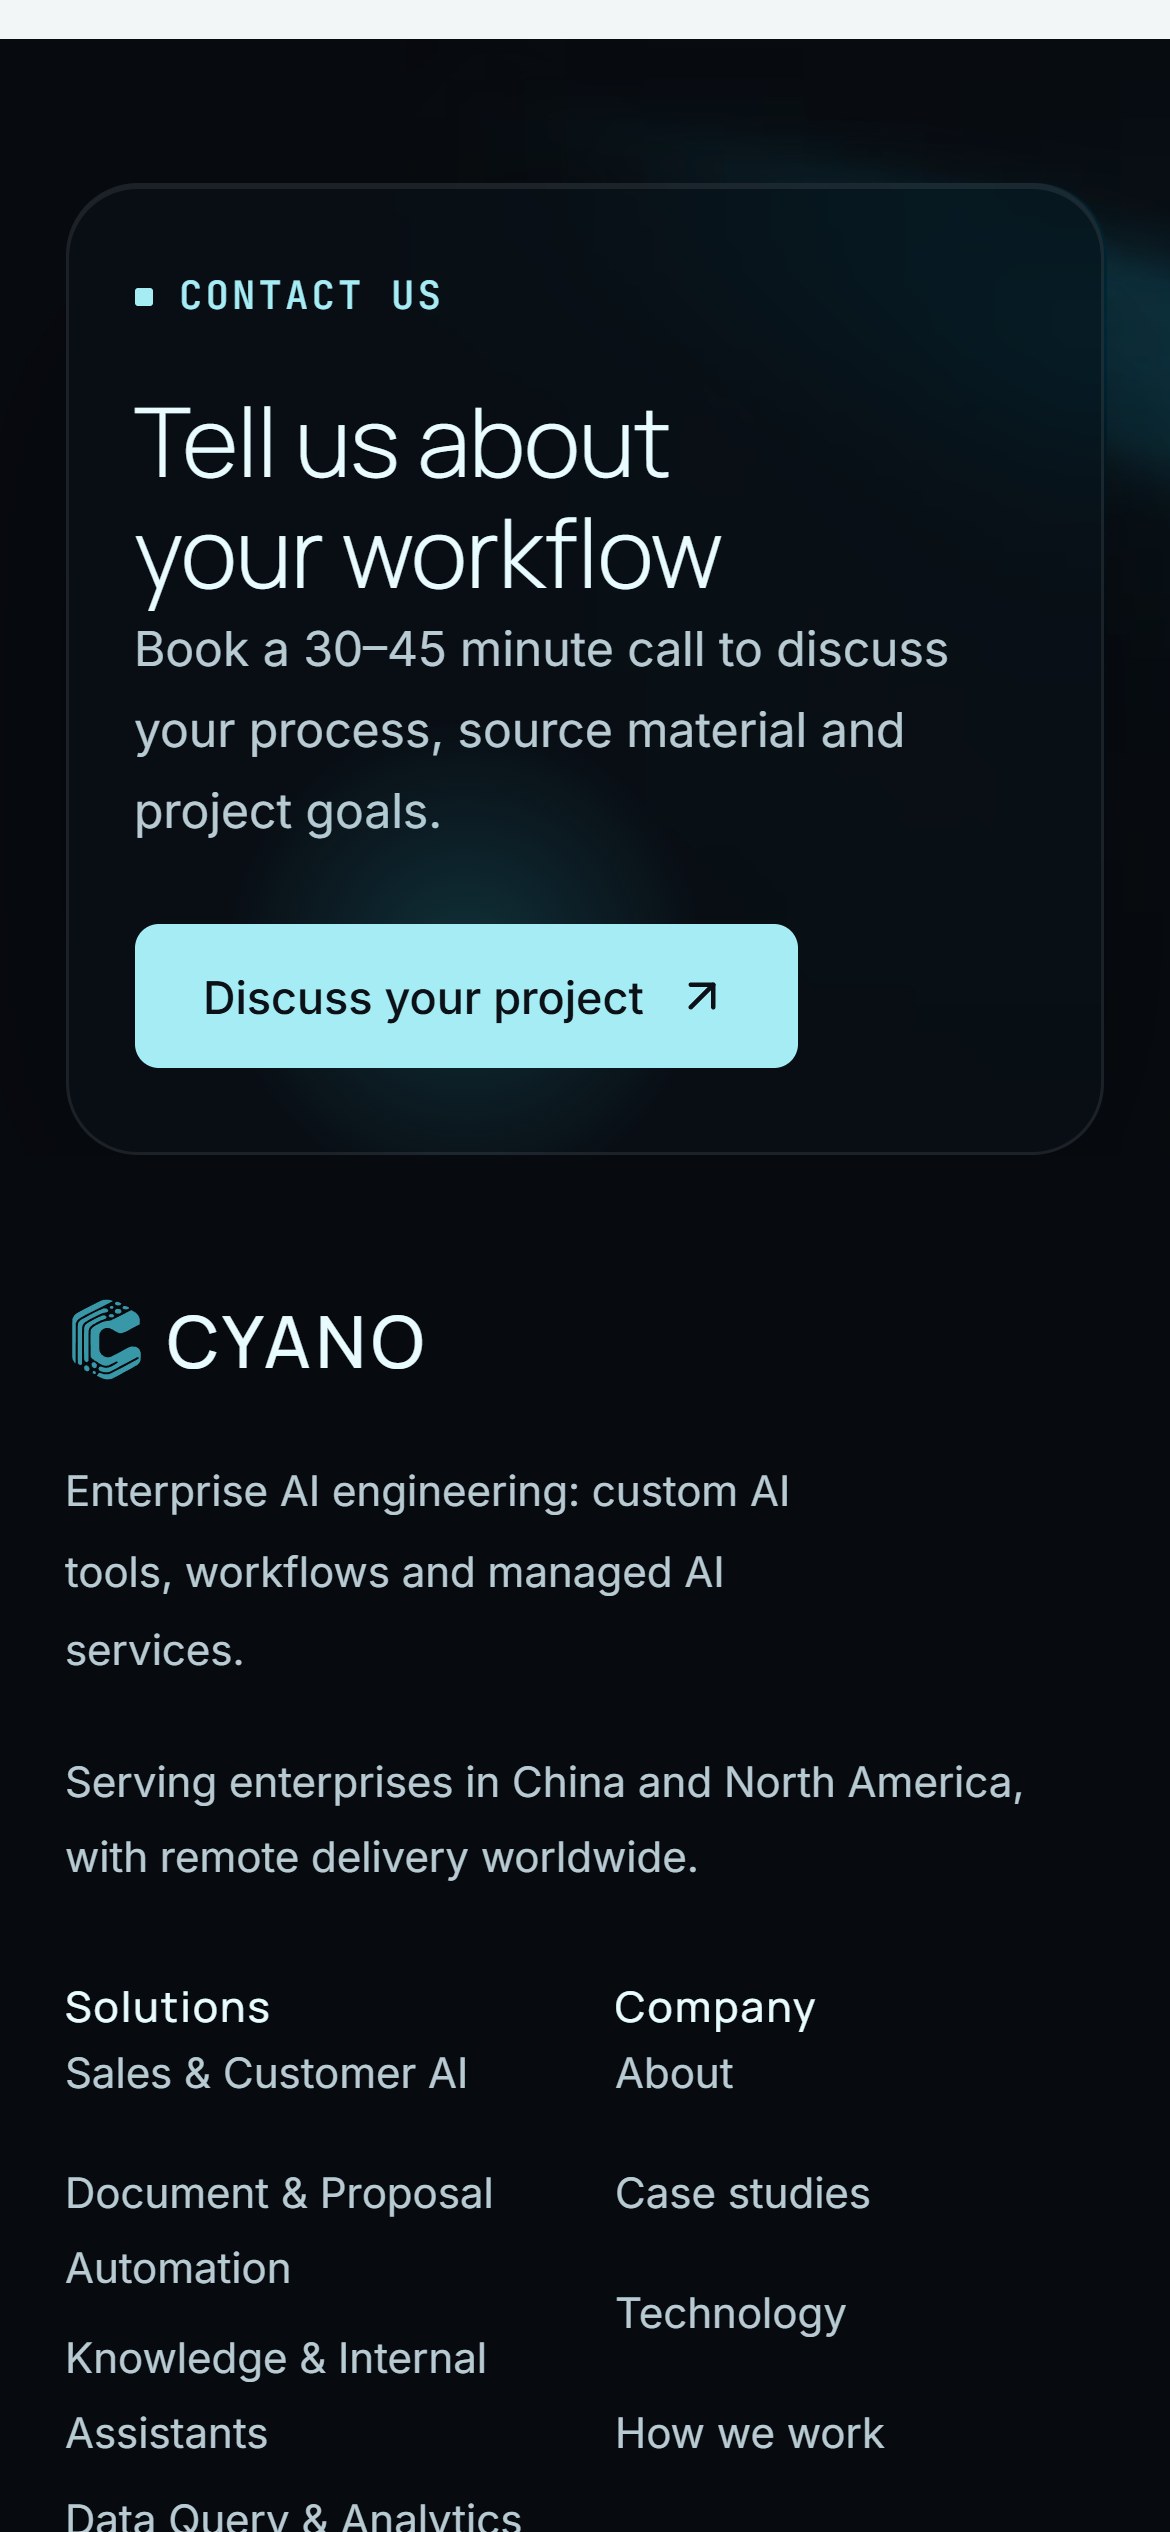 CONTACT US
Tell us about
your workflow
Book a 30–45 minute call to discuss
your process, source material and
project goals.
Discuss your project
CYANO
Enterprise AI engineering: custom AI
tools, workflows and managed AI
services.
Serving enterprises in China and North America,
with remote delivery worldwide.
Solutions
Sales & Customer AI
Document & Proposal
Automation
Knowledge & Internal
Assistants
Data Query & Analytics
Company
About
Case studies
Technology
How we work